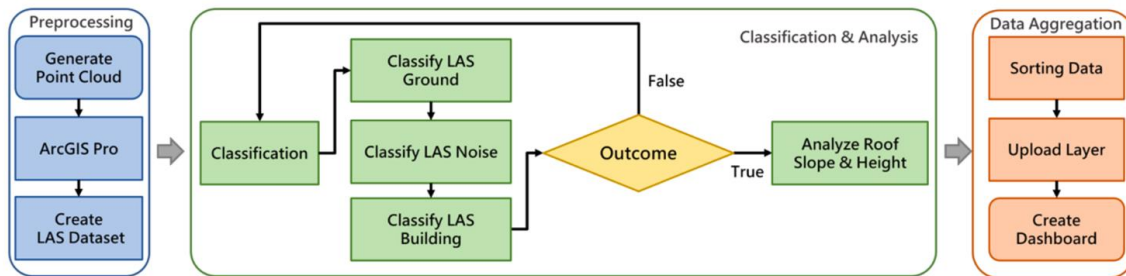 Preprocessing
Generate
Point Cloud
ArcGIS Pro
Create
LAS Dataset
Classification & Analysis
Classification
Classify LAS
Ground
Classify LAS Noise
Classify LAS
Building
Outcome
False
True
Analyze Roof
Slope & Height
Data Aggregation
Sorting Data
Upload Layer
Create
Dashboard